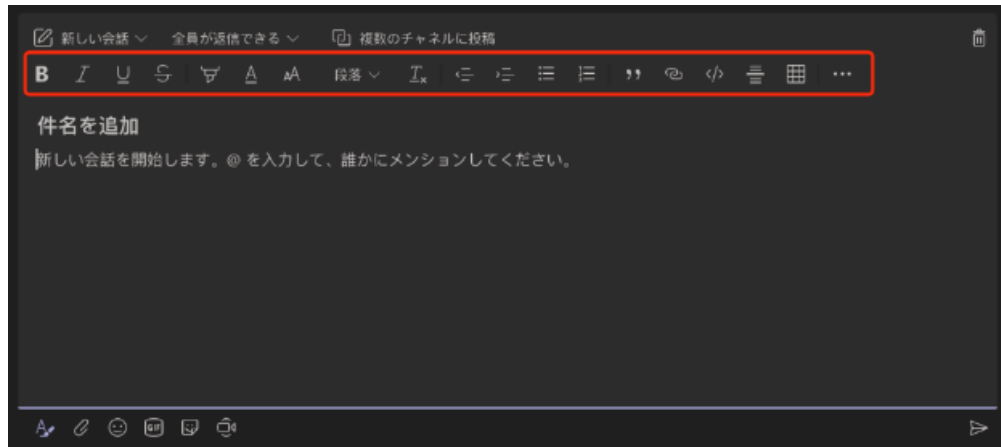 新しい会話 全員が返信できる 複数のチャネルに投稿
B I U S A AA 段落 Tx
件名を追加
新しい会話を開始します。@ を入力して、誰かにメンションしてください。
GIF